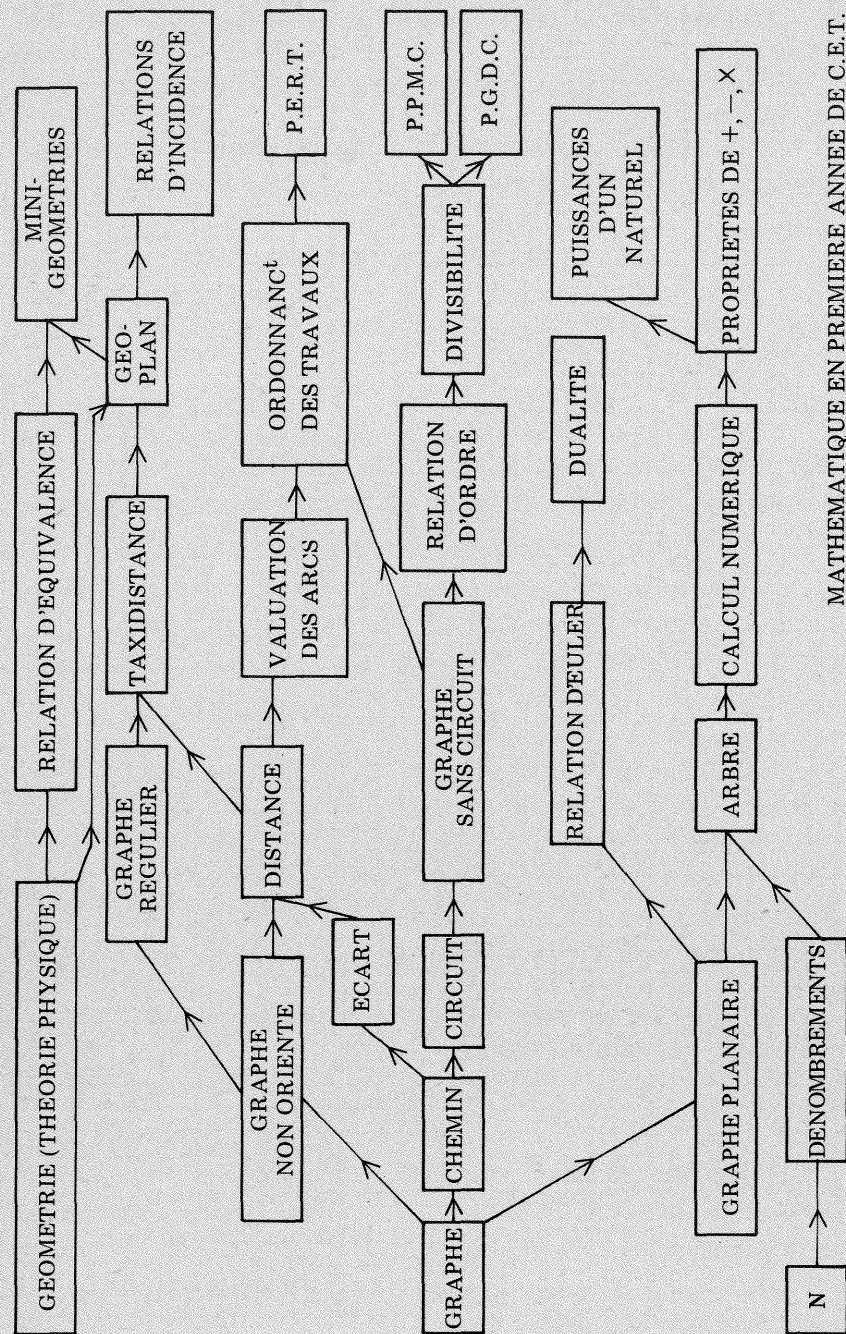 GEOMETRIE (THEORIE PHYSIQUE)
RELATION D'EQUIVALENCE
MINI-
GEOMETRIES
GRAPHE
REGULIER
TAXIDISTANCE
GEO-
PLAN
RELATIONS
D'INCIDENCE
GRAPHE
NON ORIENTE
DISTANCE
VALUATION
DES ARCS
ORDONNANCᵗ
DES TRAVAUX
P.E.R.T.
ECART
GRAPHE
CHEMIN
CIRCUIT
GRAPHE
SANS CIRCUIT
RELATION
D'ORDRE
DIVISIBILITE
P.P.M.C.
P.G.D.C.
RELATION D'EULER
DUALITE
PUISSANCES
D'UN
NATUREL
GRAPHE PLANAIRE
ARBRE
CALCUL NUMERIQUE
PROPRIETES DE +, −, ×
N
DENOMBREMENTS
MATHEMATIQUE EN PREMIERE ANNEE DE C.E.T.